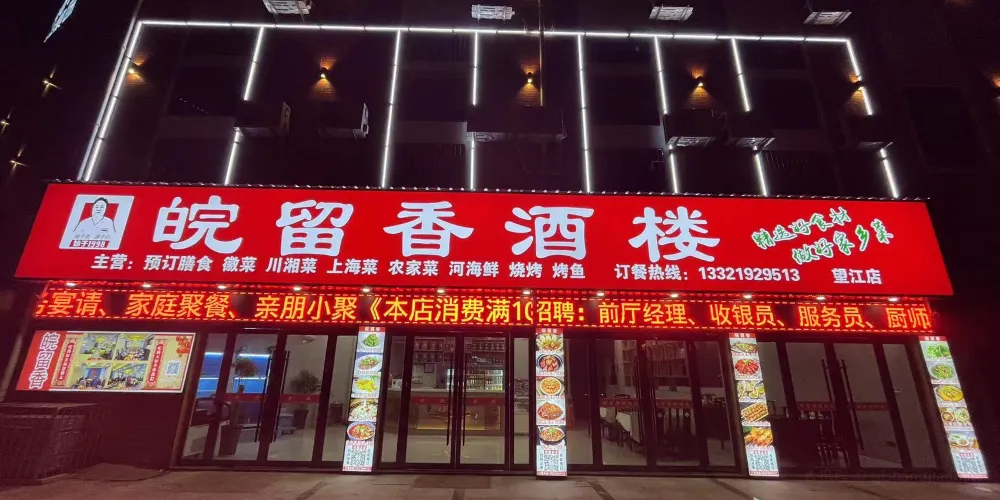 皖留香酒楼
精选好食材
做好家乡菜
始于1998
主营：预订膳食 徽菜 川湘菜 上海菜 农家菜 河海鲜 烧烤 烤鱼 订餐热线：13321929513 望江店
宴请、家庭聚餐、亲朋小聚《本店消费满10
招聘：前厅经理、收银员、服务员、厨师
皖留香